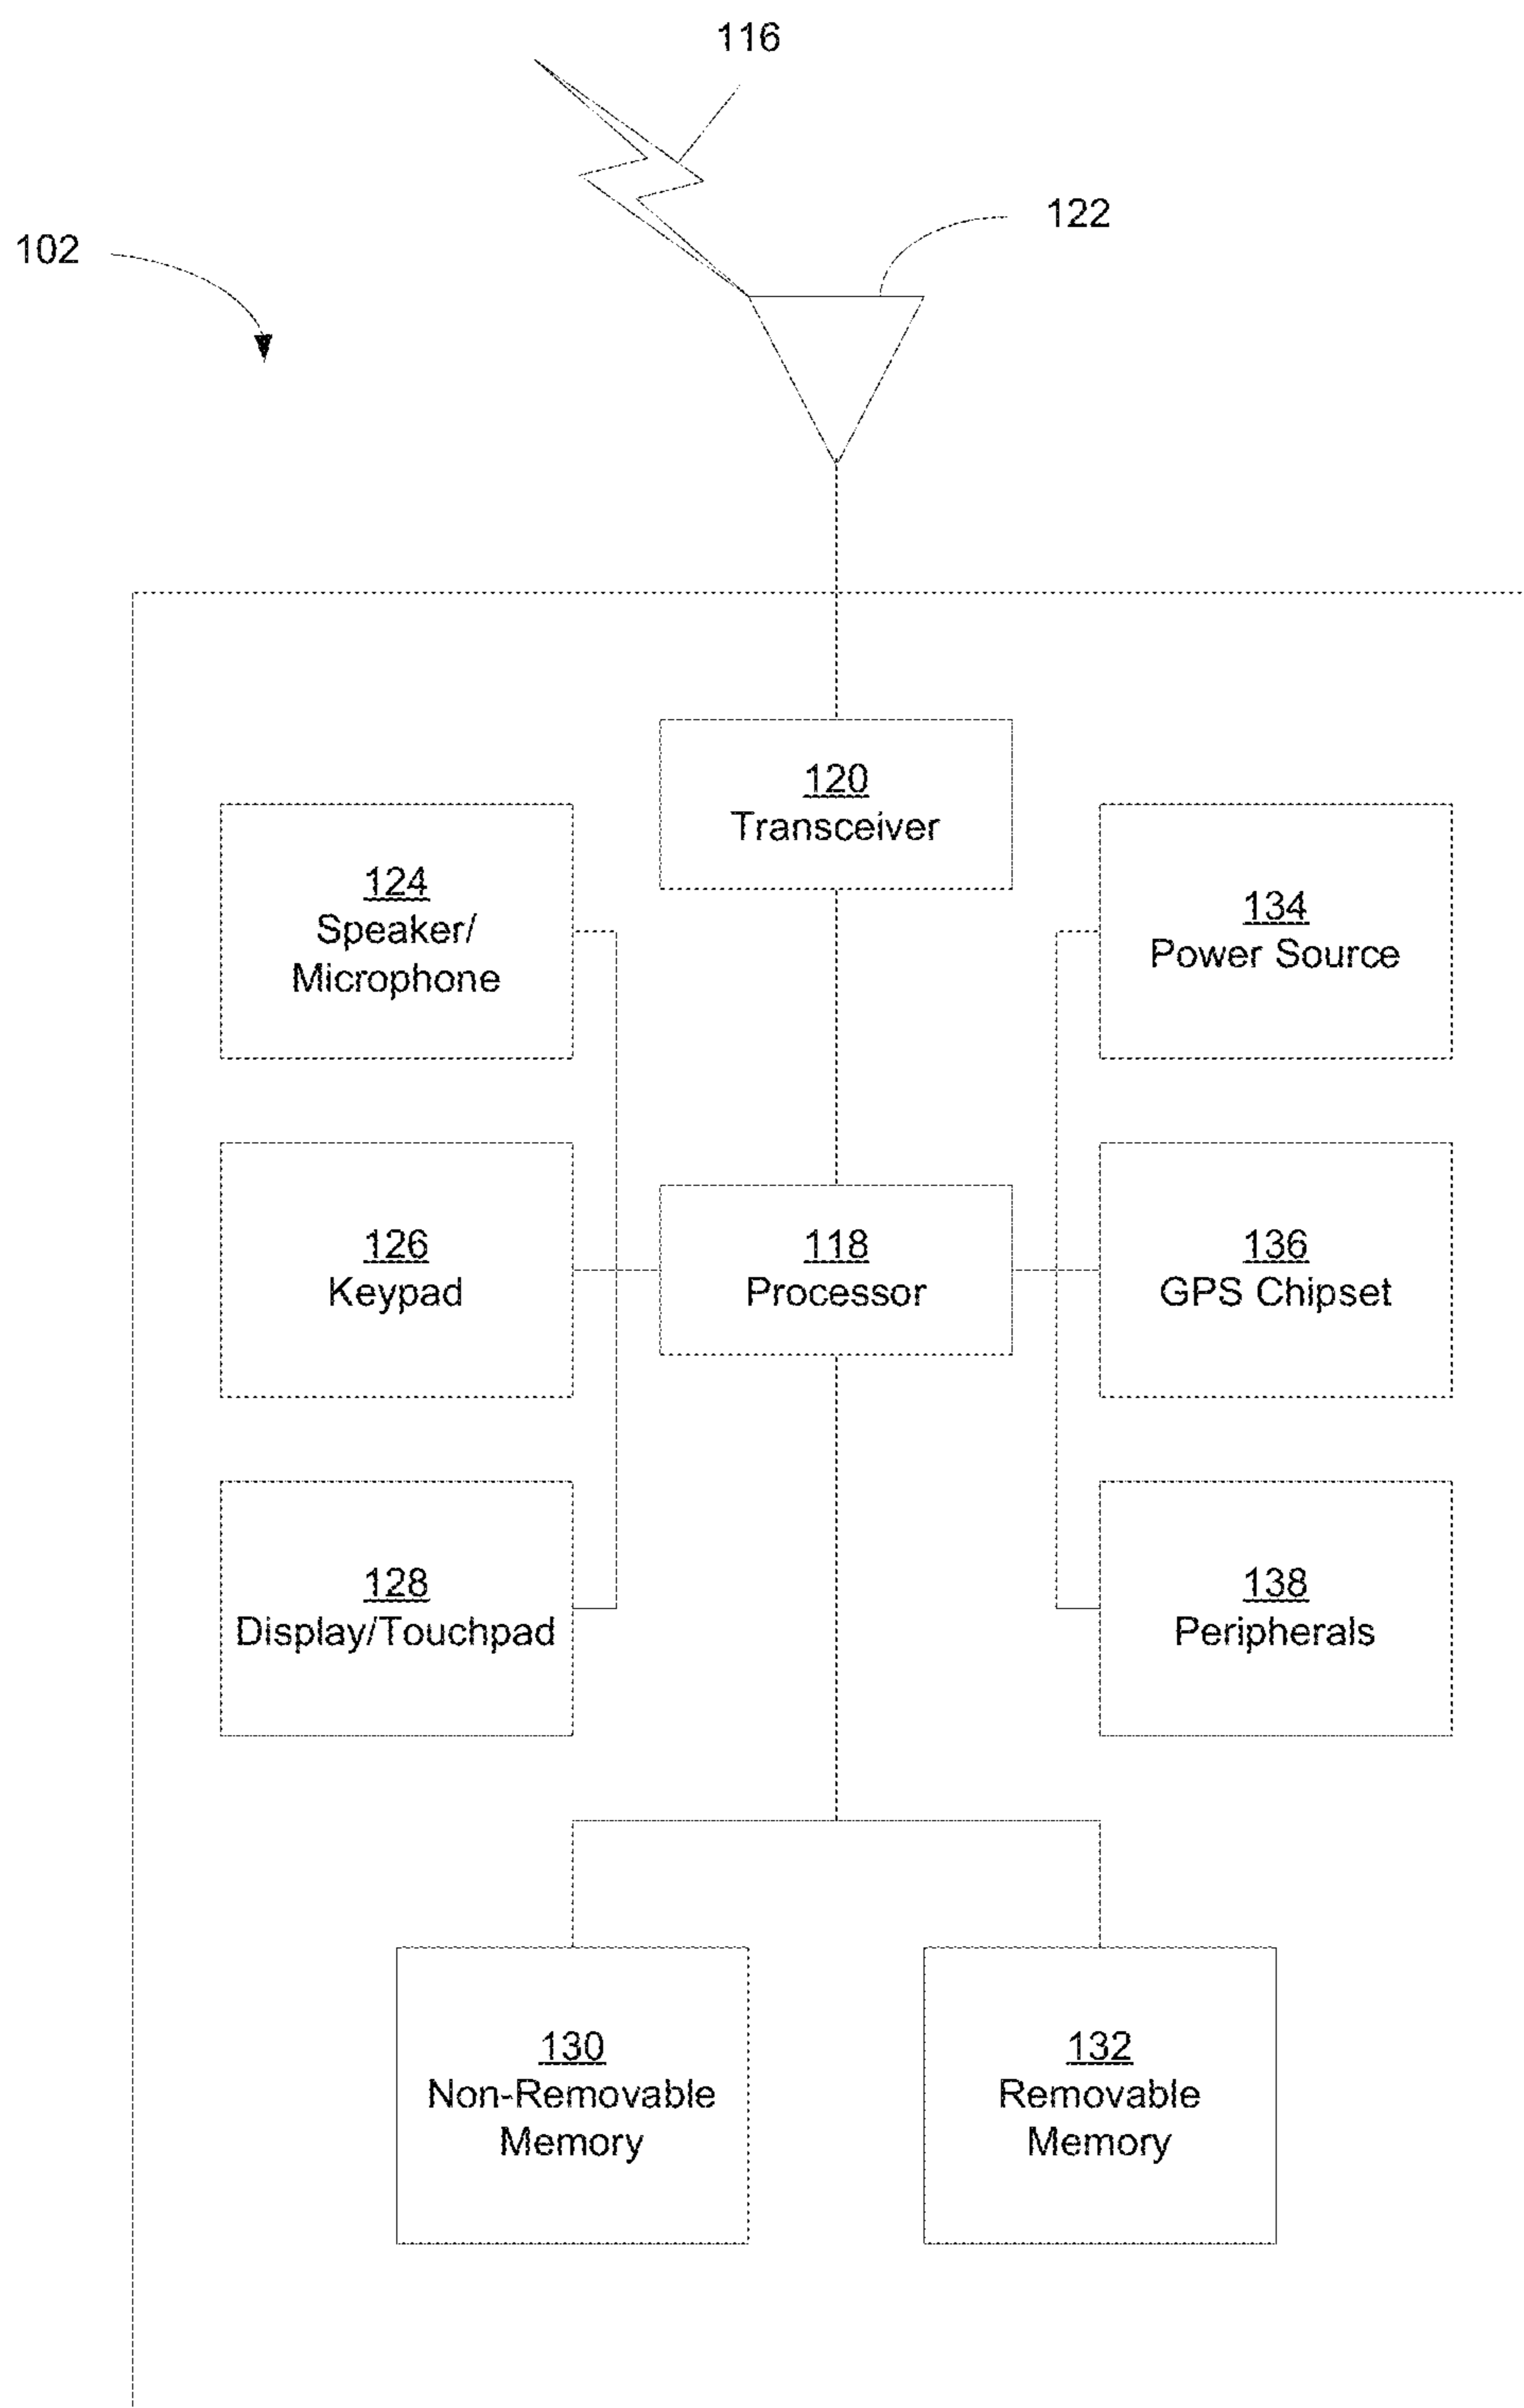 116
122
102
120
Transceiver
124
Speaker/
Microphone
134
Power Source
126
Keypad
118
Processor
136
GPS Chipset
128
Display/Touchpad
138
Peripherals
130
Non-Removable
Memory
132
Removable
Memory